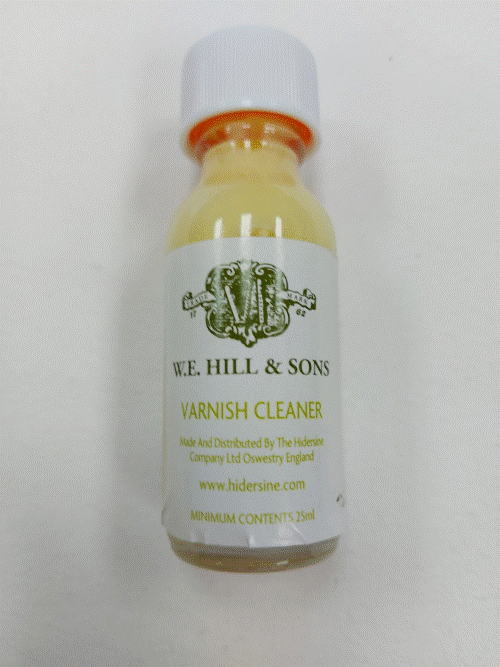 TRADE MARK
17 62
W.E. HILL & SONS
VARNISH CLEANER
Made And Distributed By The Hidersine
Company Ltd Oswestry England
www.hidersine.com
MINIMUM CONTENTS 25ml